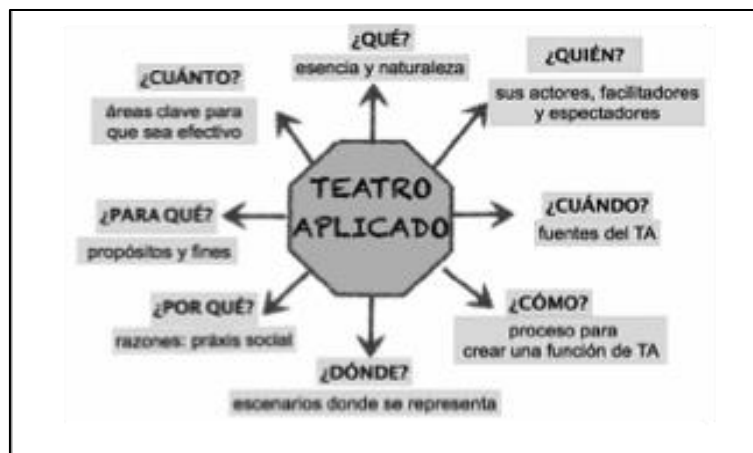 ¿QUÉ?
esencia y naturaleza
¿QUIÉN?
sus actores, facilitadores
y espectadores
¿CUÁNDO?
fuentes del TA
¿CÓMO?
proceso para
crear una función de TA
¿DÓNDE?
escenarios donde se representa
¿POR QUÉ?
razones: práxis social
¿PARA QUÉ?
propósitos y fines
¿CUÁNTO?
áreas clave para
que sea efectivo
TEATRO
APLICADO